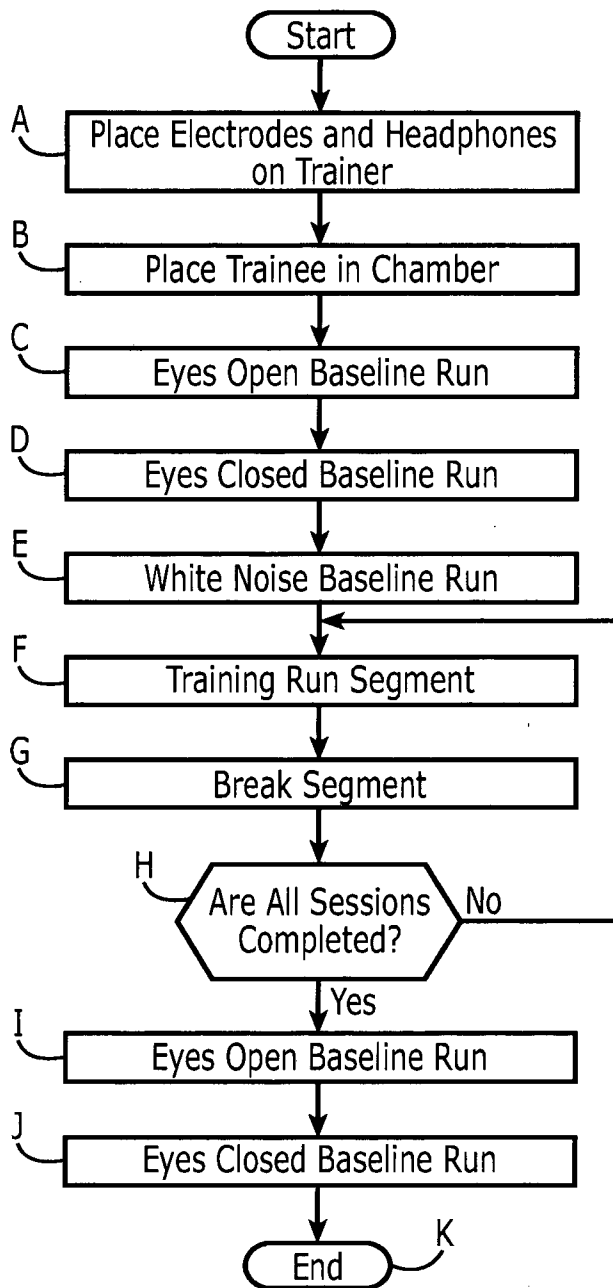 Start
A
Place Electrodes and Headphones
on Trainer
B
Place Trainee in Chamber
C
Eyes Open Baseline Run
D
Eyes Closed Baseline Run
E
White Noise Baseline Run
F
Training Run Segment
G
Break Segment
H
Are All Sessions
Completed?
No
Yes
I
Eyes Open Baseline Run
J
Eyes Closed Baseline Run
K
End